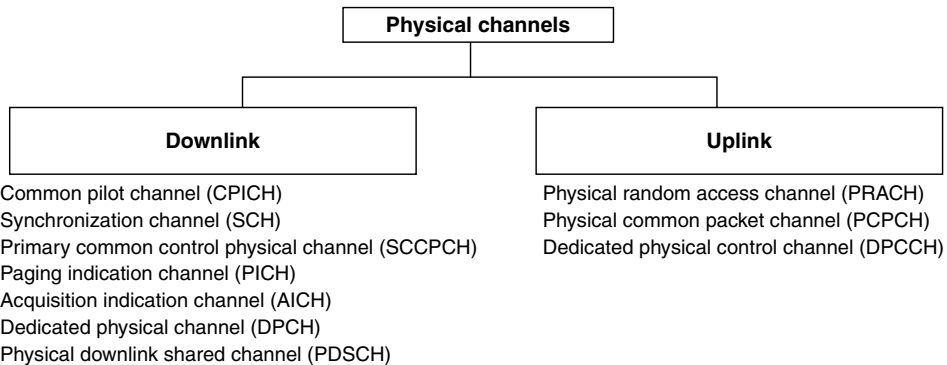 Physical channels
Downlink
Common pilot channel (CPICH)
Synchronization channel (SCH)
Primary common control physical channel (SCCPCH)
Paging indication channel (PICH)
Acquisition indication channel (AICH)
Dedicated physical channel (DPCH)
Physical downlink shared channel (PDSCH)
Uplink
Physical random access channel (PRACH)
Physical common packet channel (PCPCH)
Dedicated physical control channel (DPCCH)